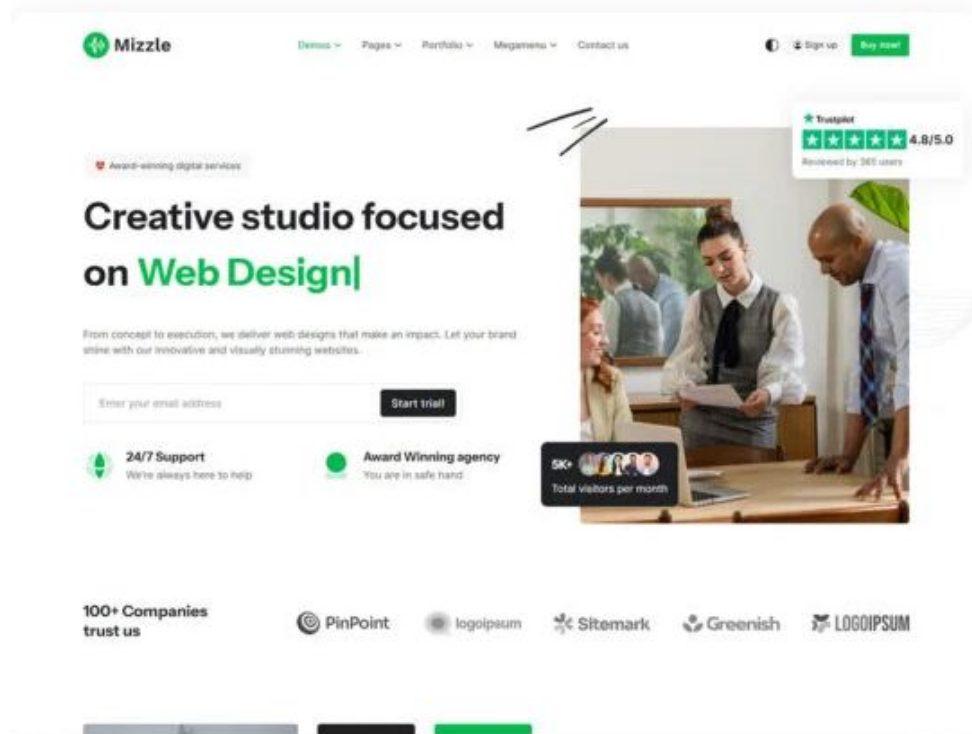 Mizzle
Demos Pages Portfolio Megamenu Contact us
Sign up
Buy now!
Trustpilot
4.8/5.0
Reviewed by 365 users
Award-winning digital services
Creative studio focused
on Web Design
From concept to execution, we deliver web designs that make an impact. Let your brand
shine with our innovative and visually stunning websites.
Enter your email address
Start trial!
24/7 Support
We're always here to help
Award Winning agency
You are in safe hand
5K+
Total visitors per month
100+ Companies
trust us
PinPoint
logoipsum
Sitemark
Greenish
LOGOIPSUM